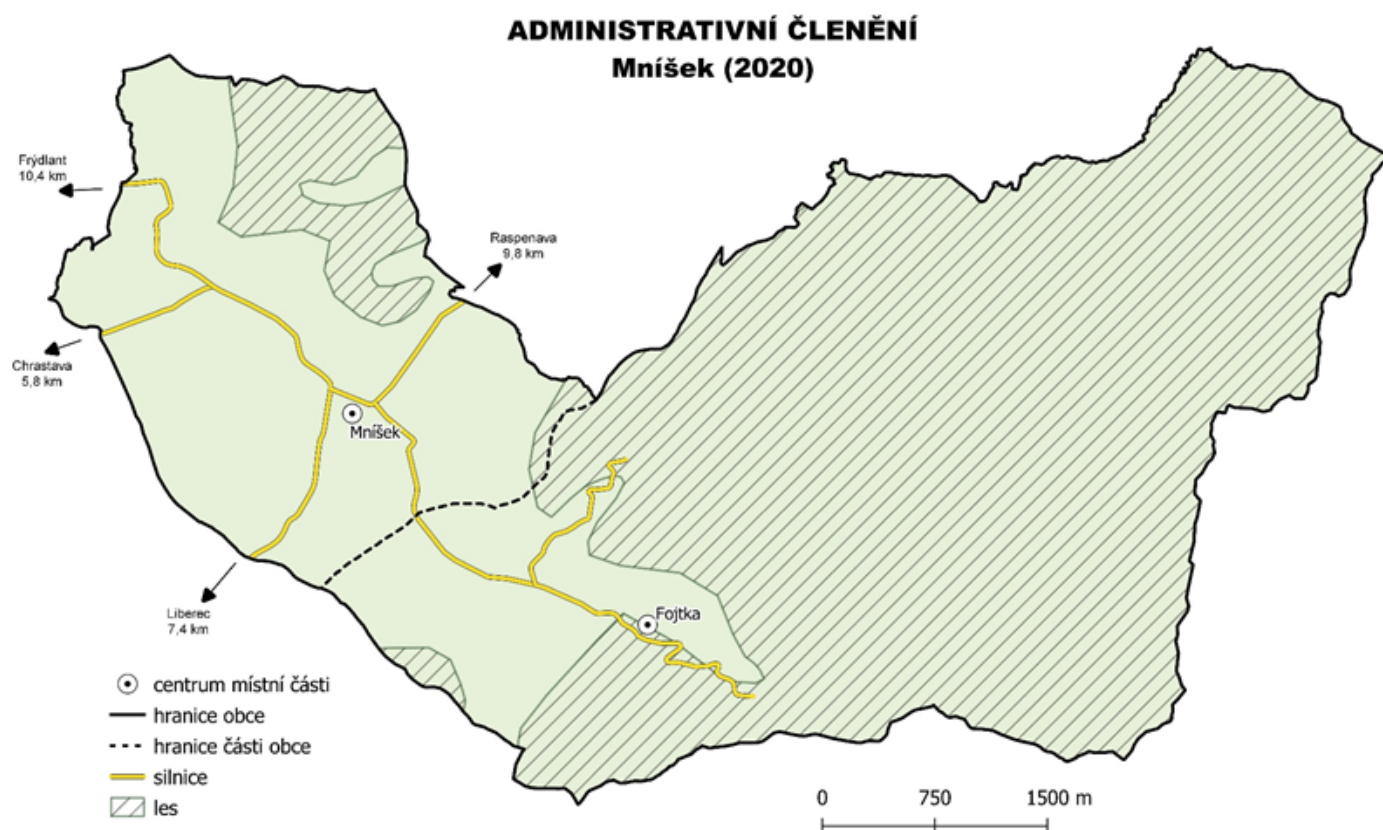 ADMINISTRATIVNÍ ČLENĚNÍ
Mníšek (2020)
Frýdlant
10,4 km
Raspenava
9,8 km
Chrastava
5,8 km
Mníšek
Liberec
7,4 km
Fojtka
centrum místní části
hranice obce
hranice části obce
silnice
les
0 750 1500 m